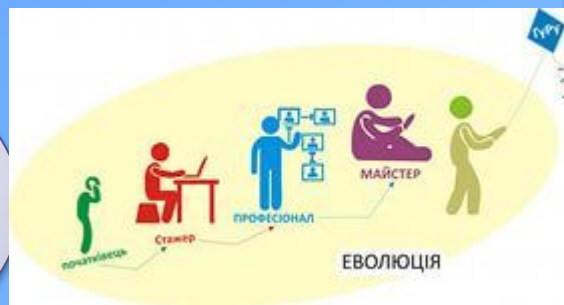 ГУРУ
МАЙСТЕР
ПРОФЕСІОНАЛ
Стажер
початківець
ЕВОЛЮЦІЯ